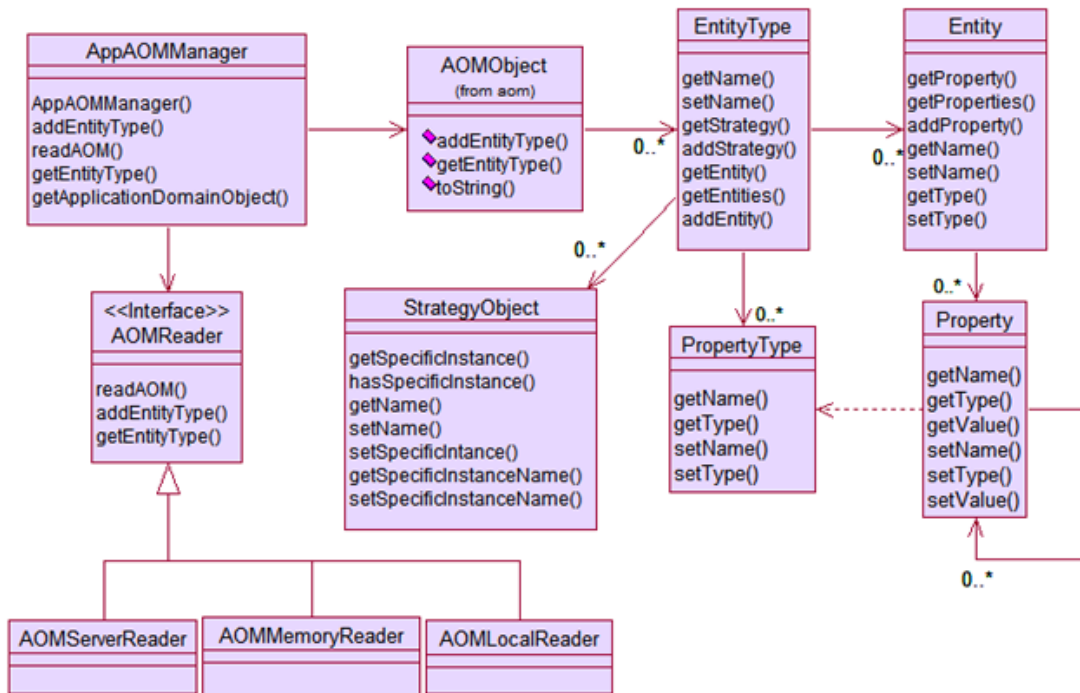 AppAOMManager
AppAOMManager()
addEntityType()
readAOM()
getEntityType()
getApplicationDomainObject()
AOMObject
(from aom)
addEntityType()
getEntityType()
toString()
0..*
EntityType
getName()
setName()
getStrategy()
addStrategy()
getEntity()
getEntities()
addEntity()
0..*
Entity
getProperty()
getProperties()
addProperty()
getName()
setName()
getType()
setType()
0..*
0..*
0..*
<<Interface>>
AOMReader
readAOM()
addEntityType()
getEntityType()
StrategyObject
getSpecificInstance()
hasSpecificInstance()
getName()
setName()
setSpecificIntance()
getSpecificInstanceName()
setSpecificInstanceName()
PropertyType
getName()
getType()
setName()
setType()
Property
getName()
getType()
getValue()
setName()
setType()
setValue()
0..*
AOMServerReader
AOMMemoryReader
AOMLocalReader